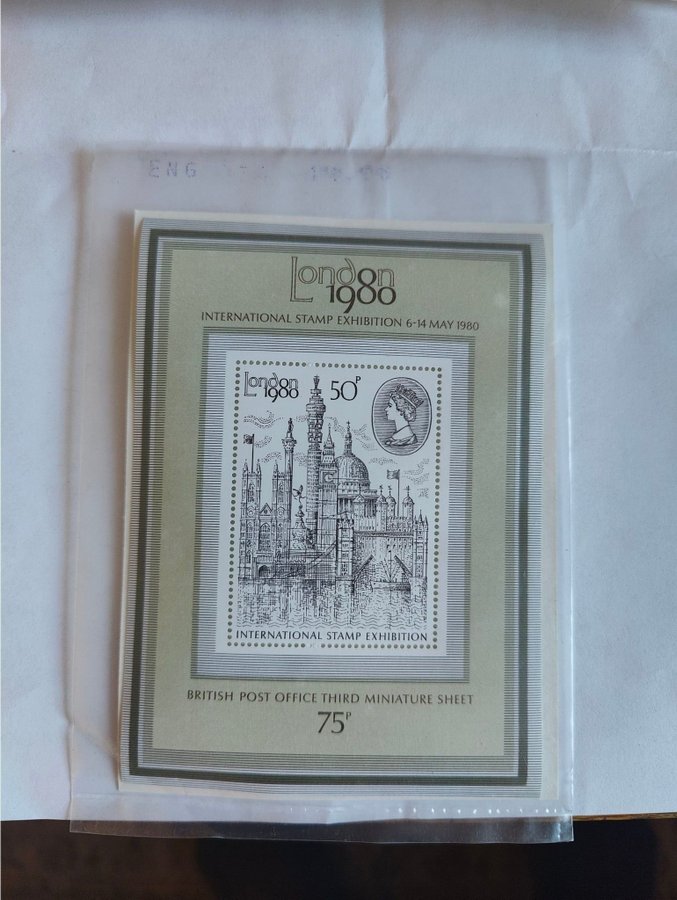 ENG
London
1980
INTERNATIONAL STAMP EXHIBITION 6-14 MAY 1980
London
1980
50P
INTERNATIONAL STAMP EXHIBITION
BRITISH POST OFFICE THIRD MINIATURE SHEET
75P